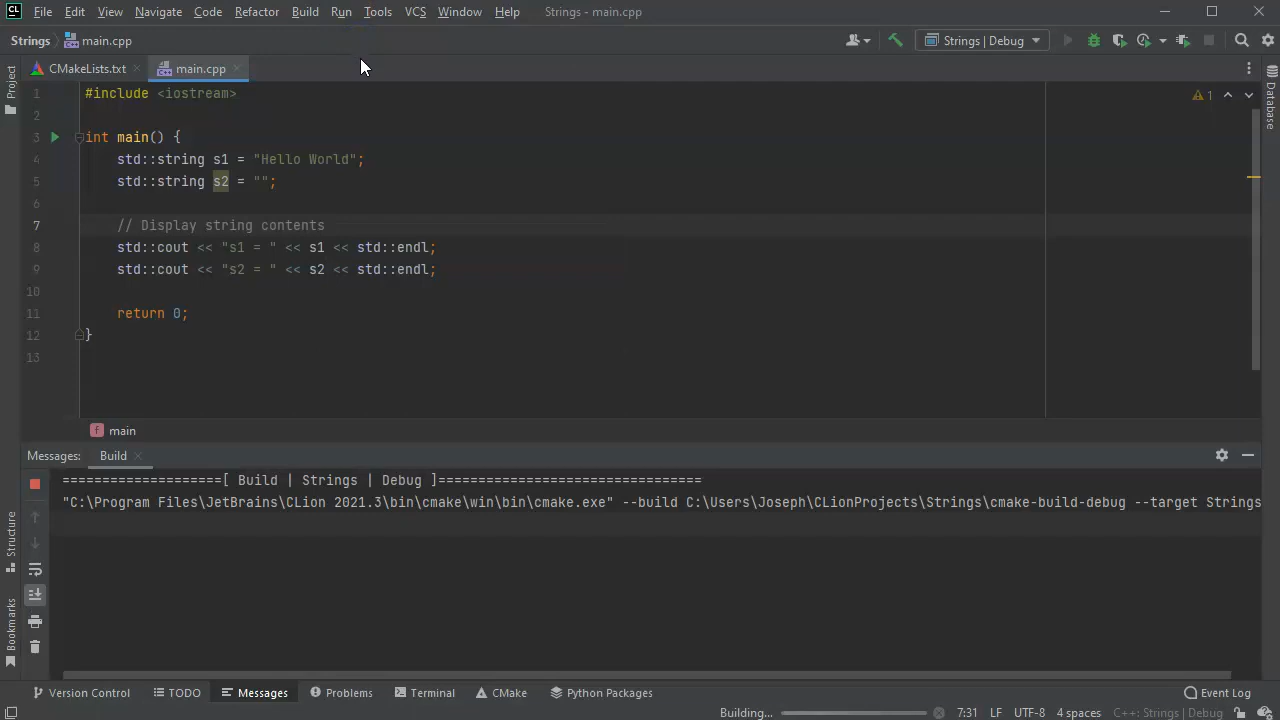 CL File Edit View Navigate Code Refactor Build Run Tools VCS Window Help Strings - main.cpp
Strings main.cpp Strings | Debug
CMakeLists.txt main.cpp
Project
Database
1 #include <iostream>
2
3 int main() {
4 std::string s1 = "Hello World";
5 std::string s2 = "";
6
7 // Display string contents
8 std::cout << "s1 = " << s1 << std::endl;
9 std::cout << "s2 = " << s2 << std::endl;
10
11 return 0;
12 }
13
1
f main
Messages: Build
====================[ Build | Strings | Debug ]=================================
"C:\Program Files\JetBrains\CLion 2021.3\bin\cmake\win\bin\cmake.exe" --build C:\Users\Joseph\CLionProjects\Strings\cmake-build-debug --target Strings
Structure
Bookmarks
Version Control TODO Messages Problems Terminal CMake Python Packages Event Log
Building... 7:31 LF UTF-8 4 spaces C++: Strings | Debug